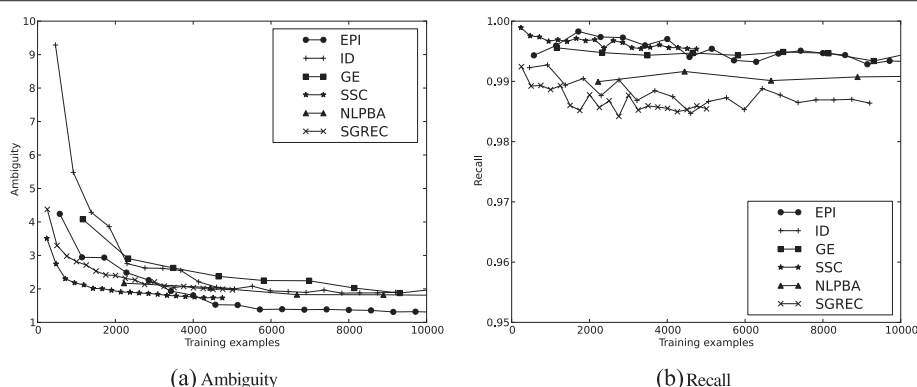 10
9
8
7
6
5
4
3
2
1
Ambiguity
0
2000
4000
6000
8000
10000
Training examples
EPI
ID
GE
SSC
NLPBA
SGREC
(a) Ambiguity
1.00
0.99
0.98
0.97
0.96
0.95
Recall
0
2000
4000
6000
8000
10000
Training examples
EPI
ID
GE
SSC
NLPBA
SGREC
(b) Recall